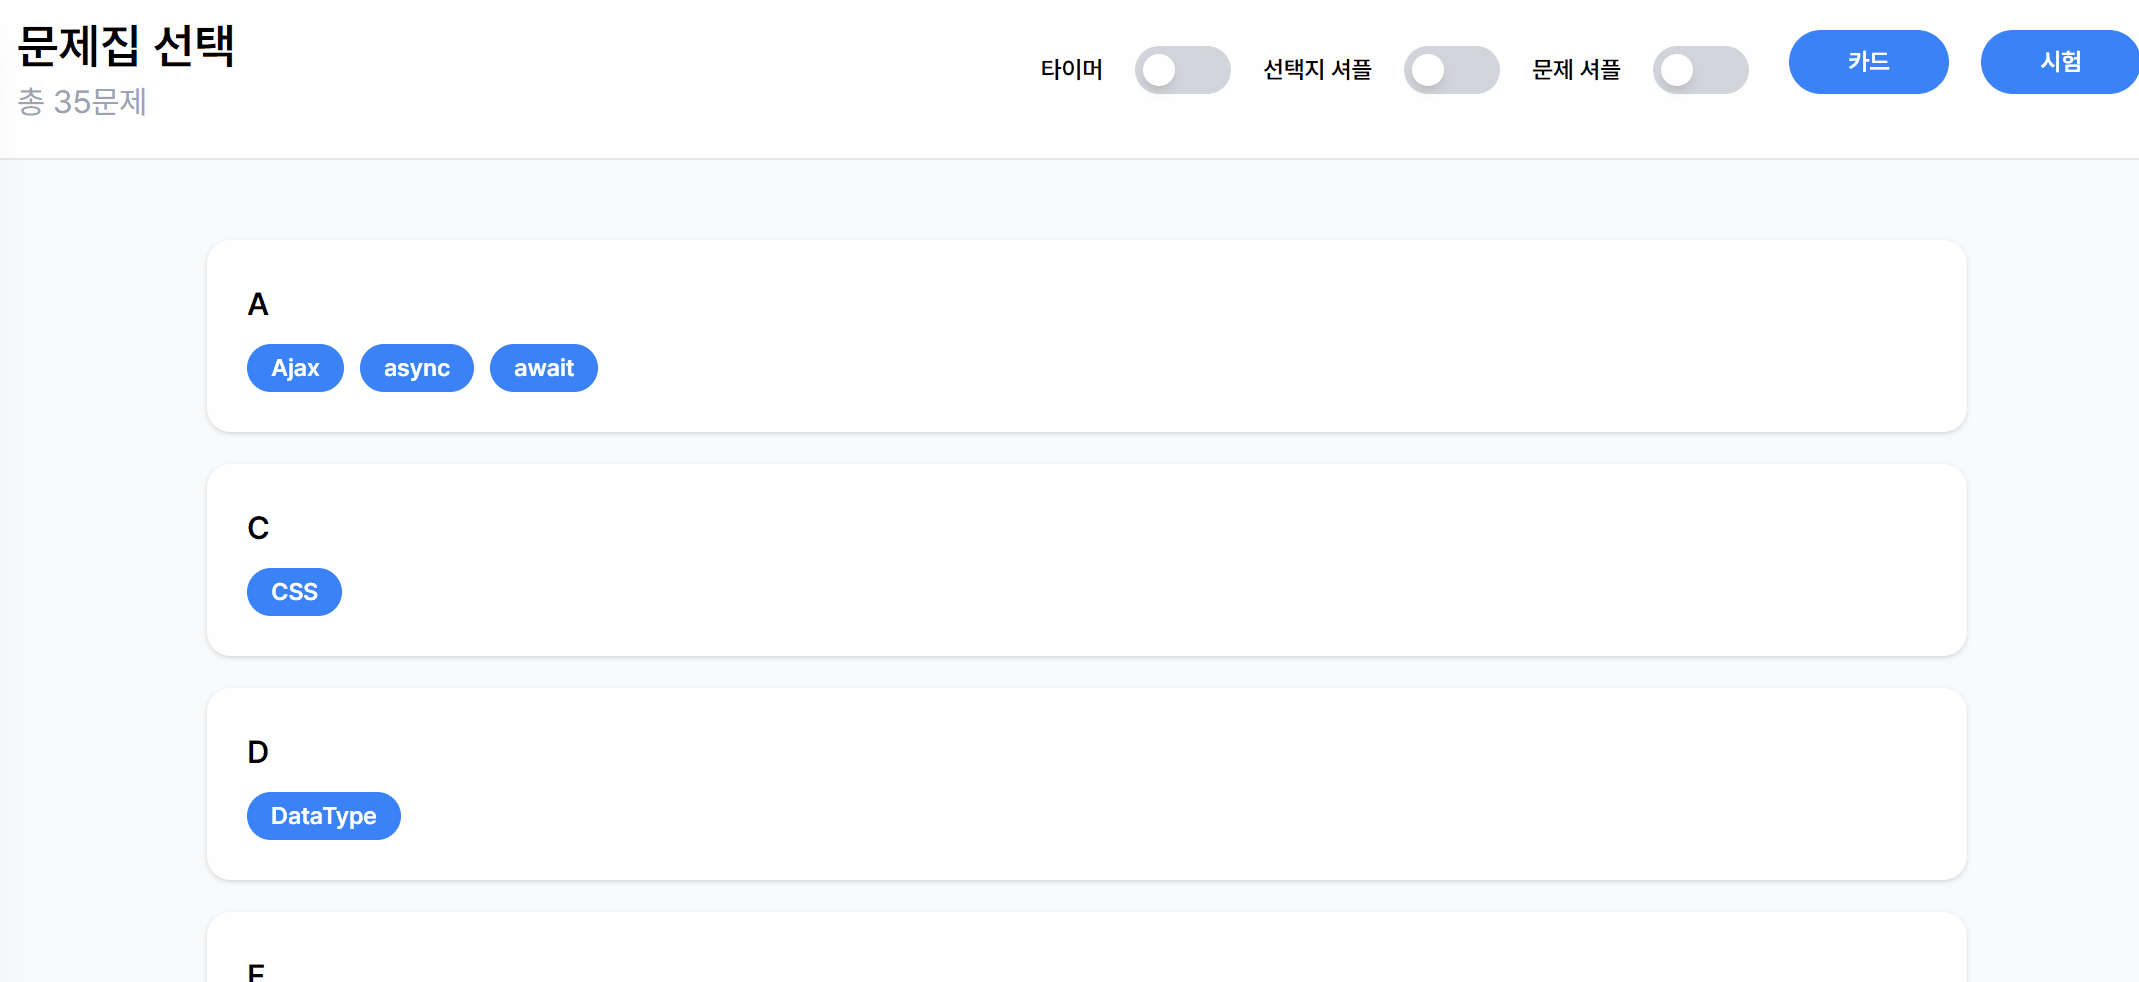 문제집 선택
총 35문제
타이머 선택지 셔플 문제 셔플 카드 시험
A
Ajax async await
C
CSS
D
DataType